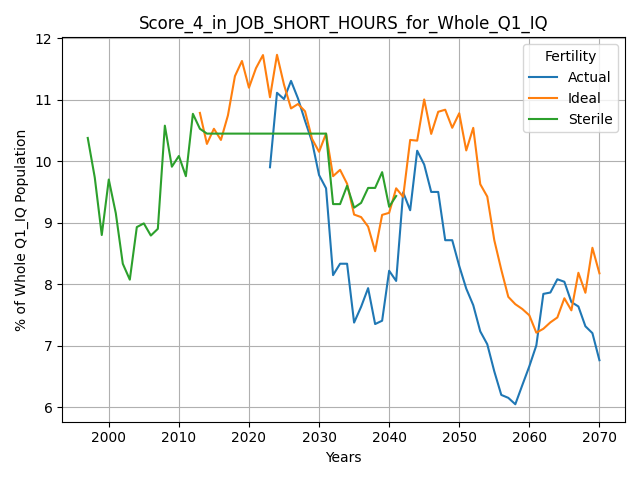 Score_4_in_JOB_SHORT_HOURS_for_Whole_Q1_IQ
% of Whole Q1_IQ Population
12
11
10
9
8
7
6
Fertility
Actual
Ideal
Sterile
2000 2010 2020 2030 2040 2050 2060 2070
Years